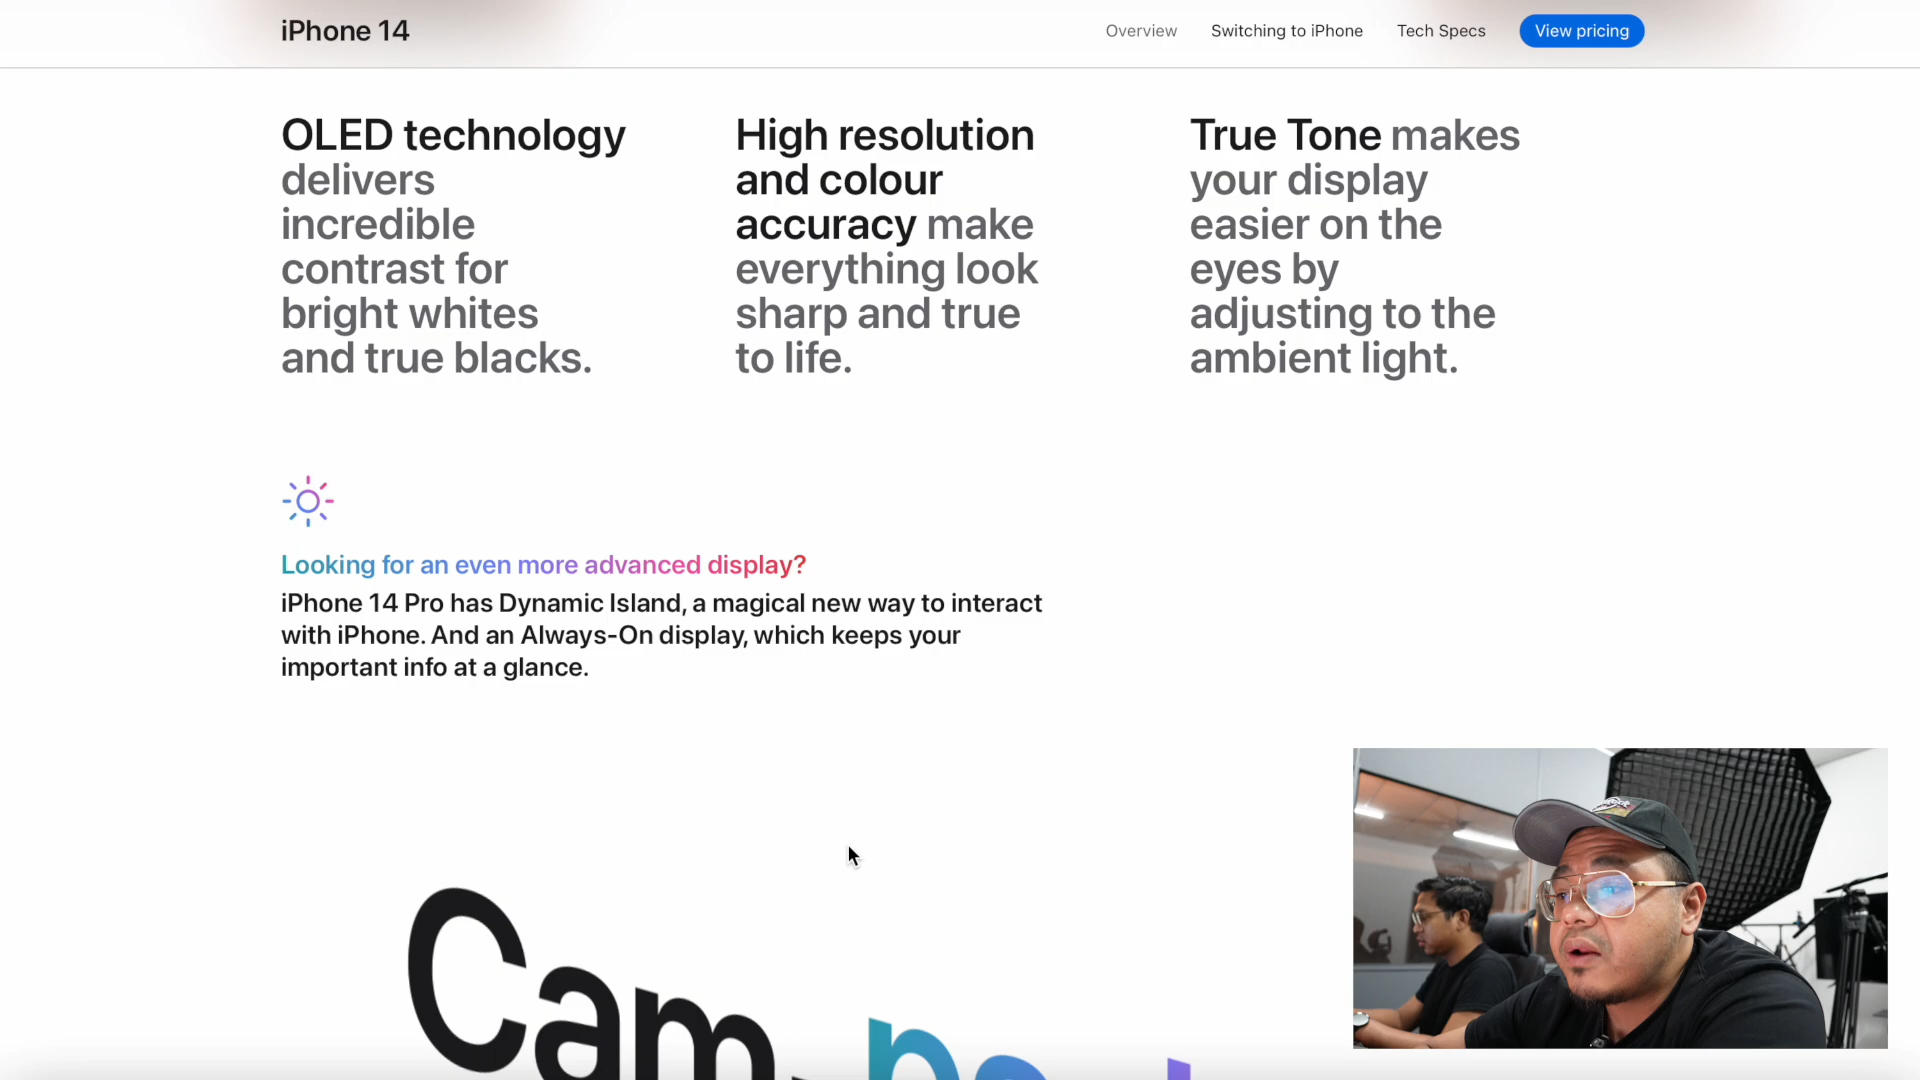 iPhone 14
Overview
Switching to iPhone
Tech Specs
View pricing
OLED technology
delivers
incredible
contrast for
bright whites
and true blacks.
High resolution
and colour
accuracy make
everything look
sharp and true
to life.
True Tone makes
your display
easier on the
eyes by
adjusting to the
ambient light.
Looking for an even more advanced display?
iPhone 14 Pro has Dynamic Island, a magical new way to interact
with iPhone. And an Always-On display, which keeps your
important info at a glance.
Cam